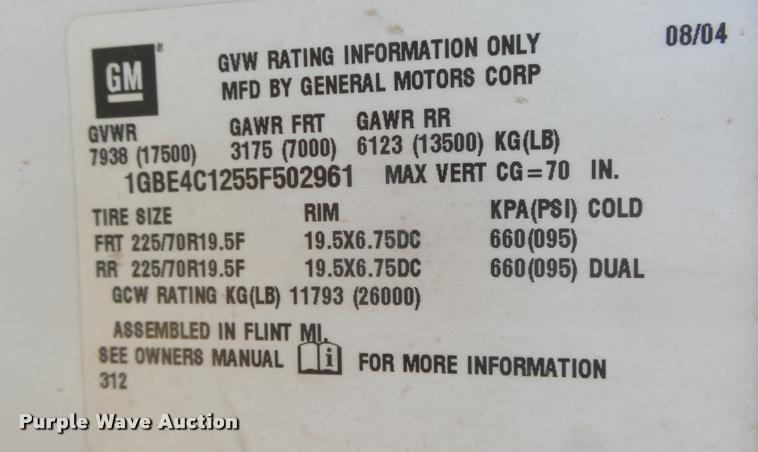 GM ®
GVW RATING INFORMATION ONLY 08/04
MFD BY GENERAL MOTORS CORP
GVWR GAWR FRT GAWR RR
7938 (17500) 3175 (7000) 6123 (13500) KG(LB)
1GBE4C1255F502961 MAX VERT CG=70 IN.
TIRE SIZE RIM KPA(PSI) COLD
FRT 225/70R19.5F 19.5X6.75DC 660(095)
RR 225/70R19.5F 19.5X6.75DC 660(095) DUAL
GCW RATING KG(LB) 11793 (26000)
ASSEMBLED IN FLINT MI.
SEE OWNERS MANUAL i FOR MORE INFORMATION
312
Purple Wave Auction